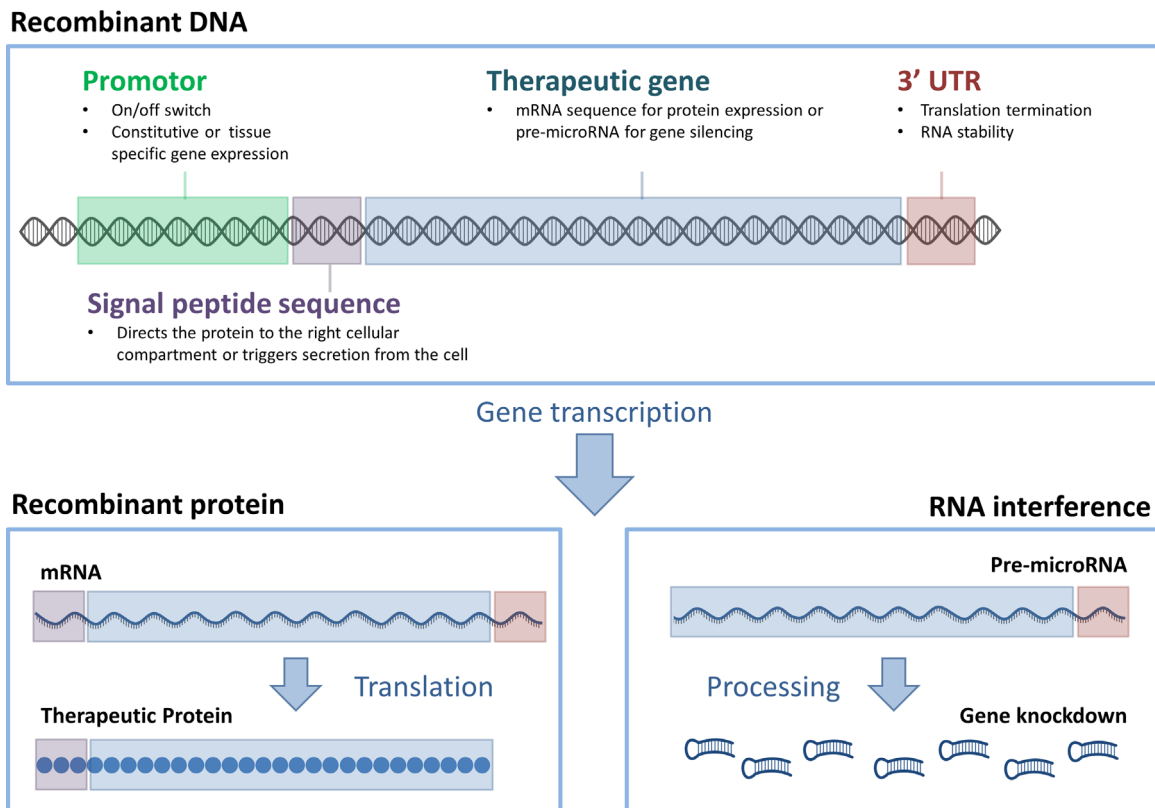 Recombinant DNA
Promotor
• On/off switch
• Constitutive or tissue
specific gene expression
Therapeutic gene
• mRNA sequence for protein expression or
pre-microRNA for gene silencing
3’ UTR
• Translation termination
• RNA stability
Signal peptide sequence
• Directs the protein to the right cellular
compartment or triggers secretion from the cell
Gene transcription
Recombinant protein
mRNA
Translation
Therapeutic Protein
RNA interference
Pre-microRNA
Processing
Gene knockdown